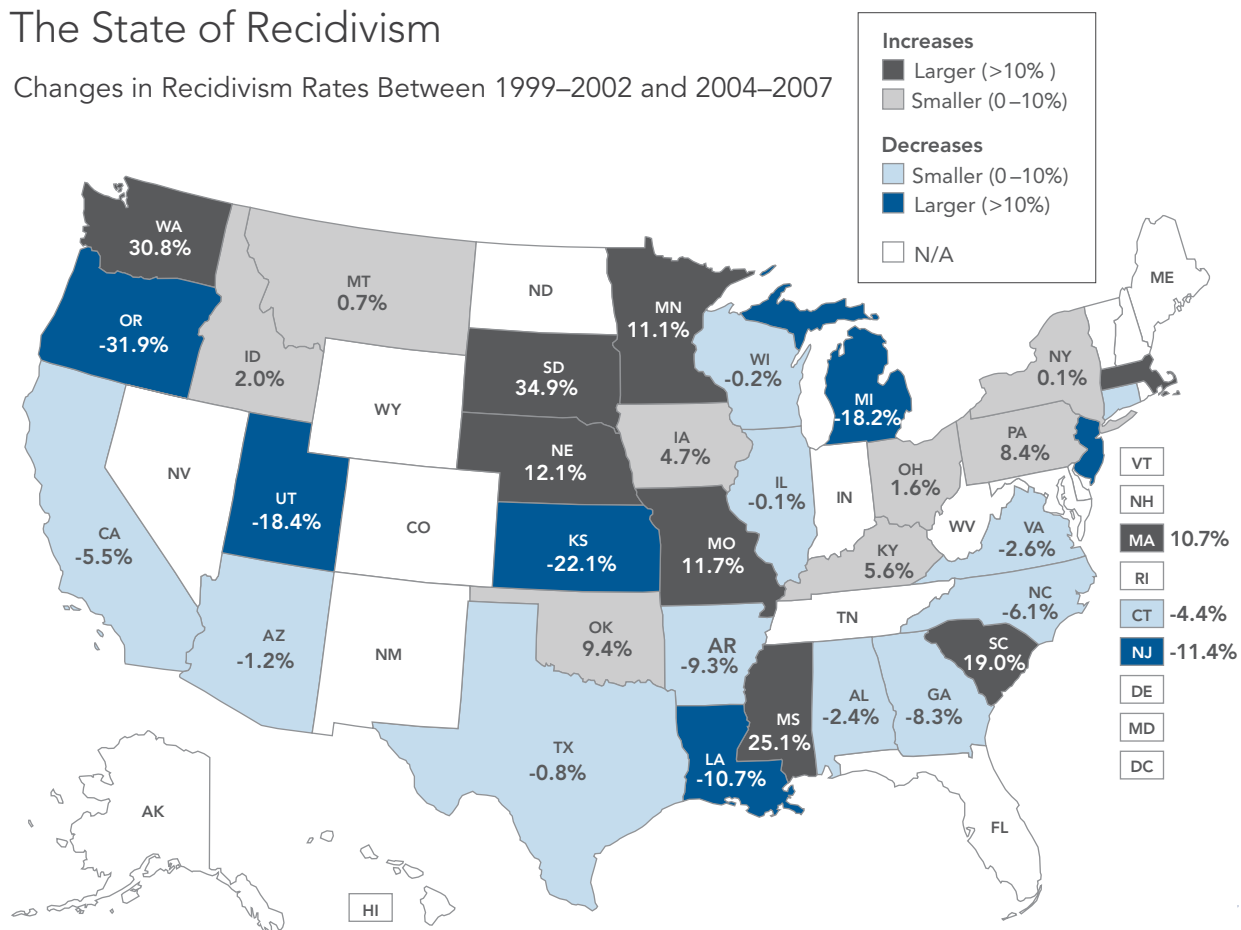 The State of Recidivism
Changes in Recidivism Rates Between 1999–2002 and 2004–2007
Increases
Larger (>10% )
Smaller (0–10%)
Decreases
Smaller (0–10%)
Larger (>10%)
N/A
WA
30.8%
OR
-31.9%
CA
-5.5%
ID
2.0%
NV
MT
0.7%
WY
UT
-18.4%
AZ
-1.2%
CO
NM
ND
SD
34.9%
NE
12.1%
KS
-22.1%
OK
9.4%
TX
-0.8%
MN
11.1%
IA
4.7%
MO
11.7%
AR
-9.3%
LA
-10.7%
WI
-0.2%
IL
-0.1%
MS
25.1%
MI
-18.2%
IN
OH
1.6%
KY
5.6%
TN
AL
-2.4%
GA
-8.3%
FL
SC
19.0%
NC
-6.1%
VA
-2.6%
WV
PA
8.4%
NY
0.1%
ME
VT
NH
MA 10.7%
RI
CT -4.4%
NJ -11.4%
DE
MD
DC
AK
HI